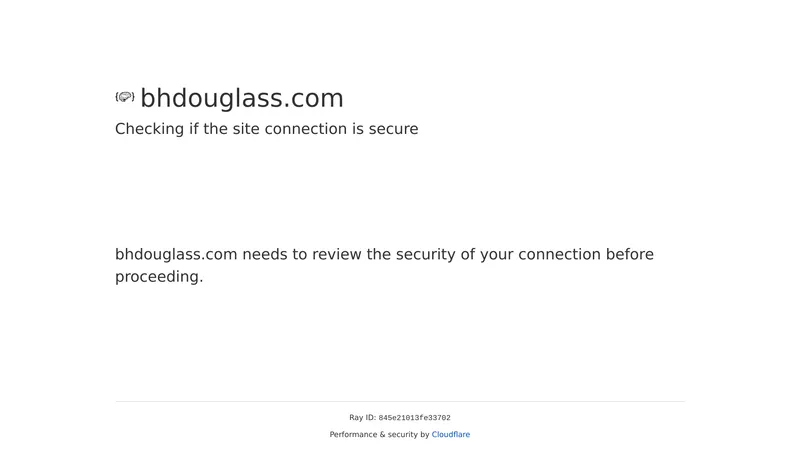 bhdouglass.com
Checking if the site connection is secure
bhdouglass.com needs to review the security of your connection before
proceeding.
Ray ID: 845e21013fe33702
Performance & security by Cloudflare